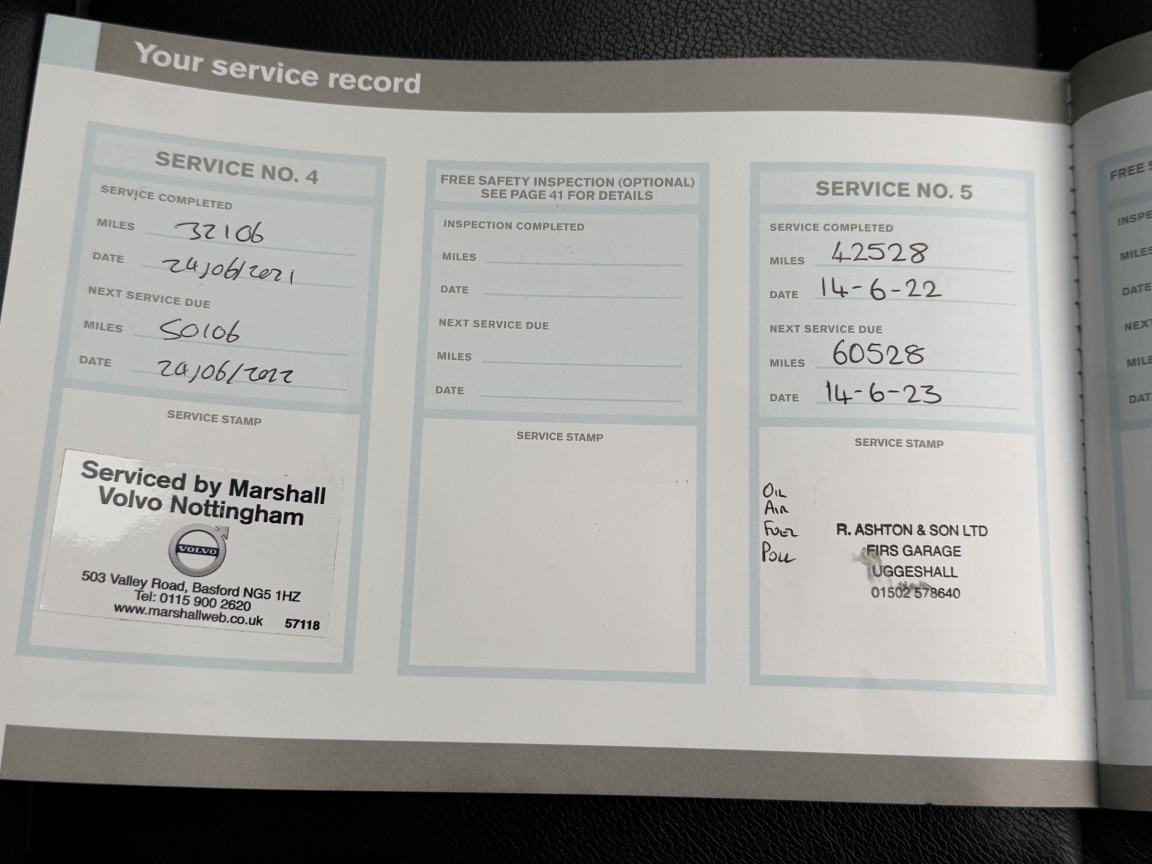 Your service record
SERVICE NO. 4
SERVICE COMPLETED
MILES 32106
DATE 24/06/2021
NEXT SERVICE DUE
MILES 50106
DATE 24/06/2022
SERVICE STAMP
Serviced by Marshall
Volvo Nottingham
VOLVO
503 Valley Road, Basford NG5 1HZ
Tel: 0115 900 2620
www.marshallweb.co.uk 57118
FREE SAFETY INSPECTION (OPTIONAL)
SEE PAGE 41 FOR DETAILS
INSPECTION COMPLETED
MILES
DATE
NEXT SERVICE DUE
MILES
DATE
SERVICE STAMP
SERVICE NO. 5
SERVICE COMPLETED
MILES 42528
DATE 14-6-22
NEXT SERVICE DUE
MILES 60528
DATE 14-6-23
SERVICE STAMP
OIL
AIR
FUEL
POLL
R. ASHTON & SON LTD
FIRS GARAGE
UGGESHALL
01502 578640
FREE
MILES
DATE